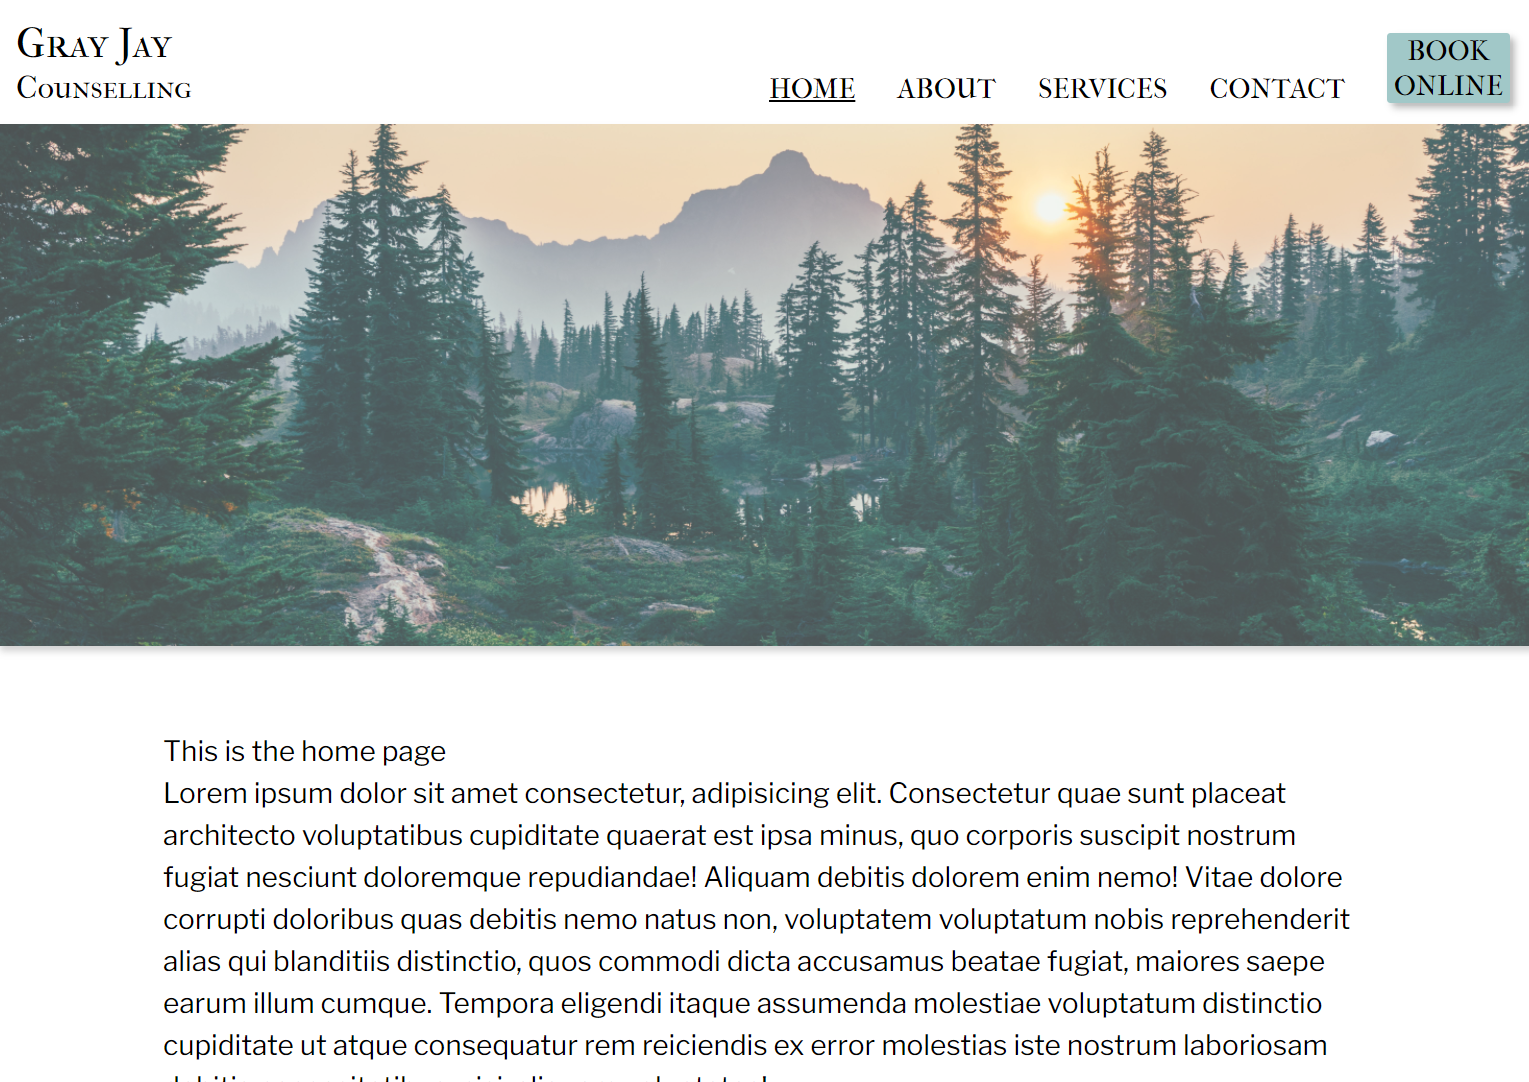 Gray Jay
Counselling
HOME ABOUT SERVICES CONTACT BOOK ONLINE
This is the home page
Lorem ipsum dolor sit amet consectetur, adipisicing elit. Consectetur quae sunt placeat
architecto voluptatibus cupiditate quaerat est ipsa minus, quo corporis suscipit nostrum
fugiat nesciunt doloremque repudiandae! Aliquam debitis dolorem enim nemo! Vitae dolore
corrupti doloribus quas debitis nemo natus non, voluptatem voluptatum nobis reprehenderit
alias qui blanditiis distinctio, quos commodi dicta accusamus beatae fugiat, maiores saepe
earum illum cumque. Tempora eligendi itaque assumenda molestiae voluptatum distinctio
cupiditate ut atque consequatur rem reiciendis ex error molestias iste nostrum laboriosam